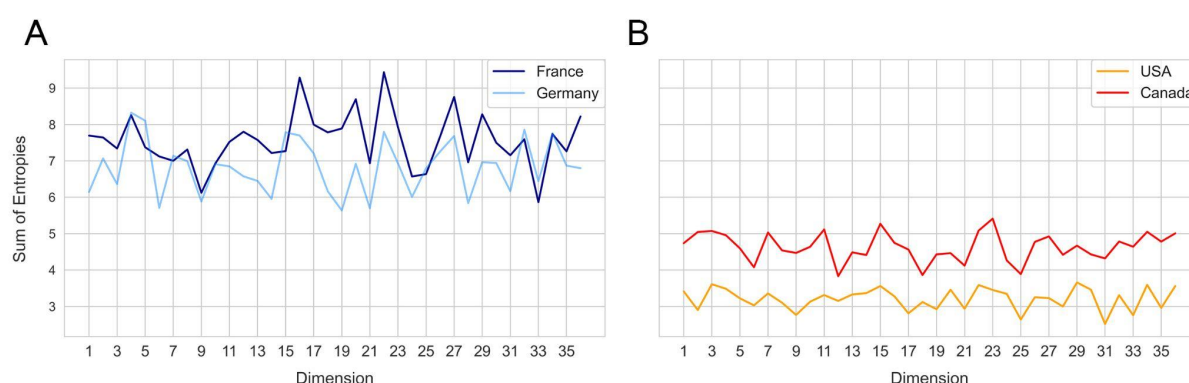 A
B
France
Germany
USA
Canada
Sum of Entropies
9
8
7
6
5
4
3
1 3 5 7 9 11 13 15 17 19 21 23 25 27 29 31 33 35
1 3 5 7 9 11 13 15 17 19 21 23 25 27 29 31 33 35
Dimension
Dimension